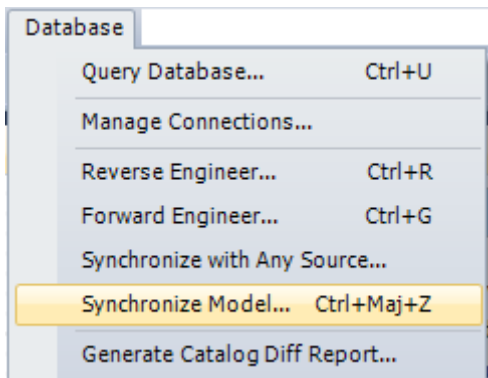 Database
Query Database... Ctrl+U
Manage Connections...
Reverse Engineer... Ctrl+R
Forward Engineer... Ctrl+G
Synchronize with Any Source...
Synchronize Model... Ctrl+Maj+Z
Generate Catalog Diff Report...